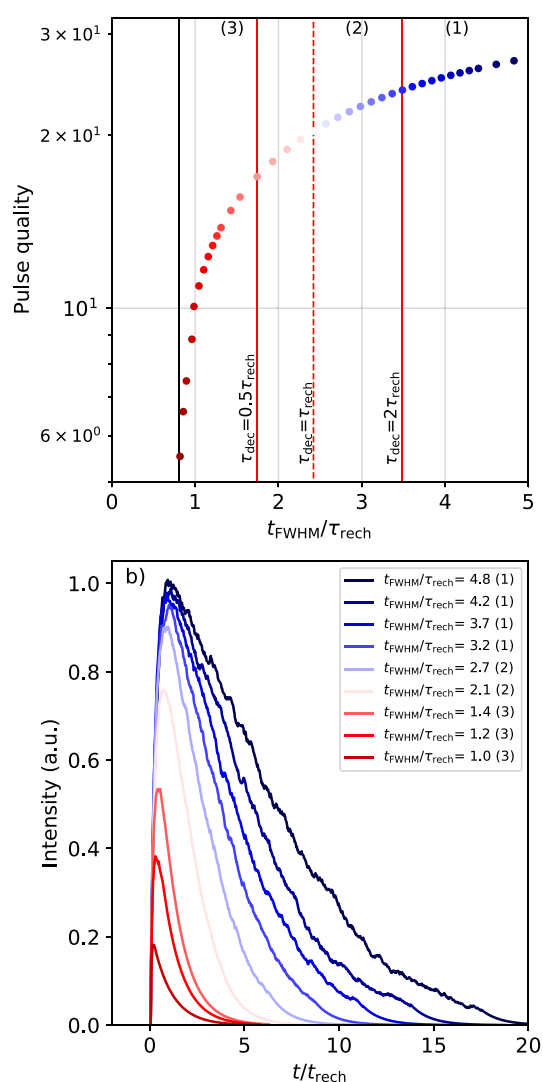 (3) (2) (1)
3 × 10¹
2 × 10¹
10¹
6 × 10⁰
Pulse quality
τdec=0.5τrech
τdec=τrech
τdec=2τrech
0 1 2 3 4 5
tFWHM/τrech
b)
tFWHM/τrech= 4.8 (1)
tFWHM/τrech= 4.2 (1)
tFWHM/τrech= 3.7 (1)
tFWHM/τrech= 3.2 (1)
tFWHM/τrech= 2.7 (2)
tFWHM/τrech= 2.1 (2)
tFWHM/τrech= 1.4 (3)
tFWHM/τrech= 1.2 (3)
tFWHM/τrech= 1.0 (3)
1.0
0.8
0.6
0.4
0.2
0.0
Intensity (a.u.)
0 5 10 15 20
t/trech